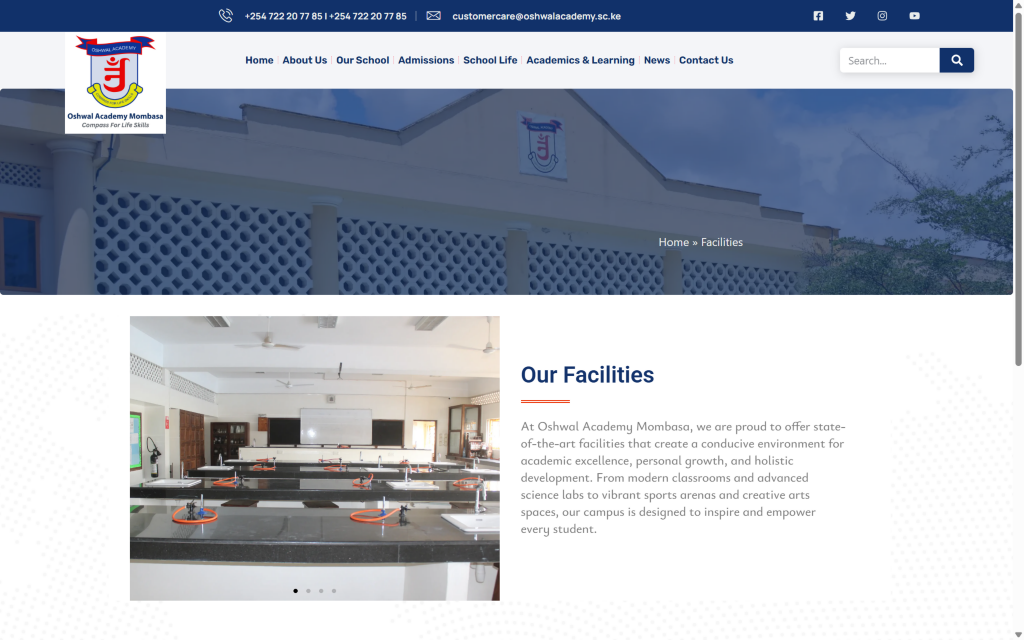 +254 722 20 77 85 I +254 722 20 77 85
customercare@oshwalacademy.sc.ke
OSHWAL ACADEMY
Oshwal Academy Mombasa
Compass For Life Skills
Home
About Us
Our School
Admissions
School Life
Academics & Learning
News
Contact Us
Search...
Home » Facilities
Our Facilities
At Oshwal Academy Mombasa, we are proud to offer state-
of-the-art facilities that create a conducive environment for
academic excellence, personal growth, and holistic
development. From modern classrooms and advanced
science labs to vibrant sports arenas and creative arts
spaces, our campus is designed to inspire and empower
every student.